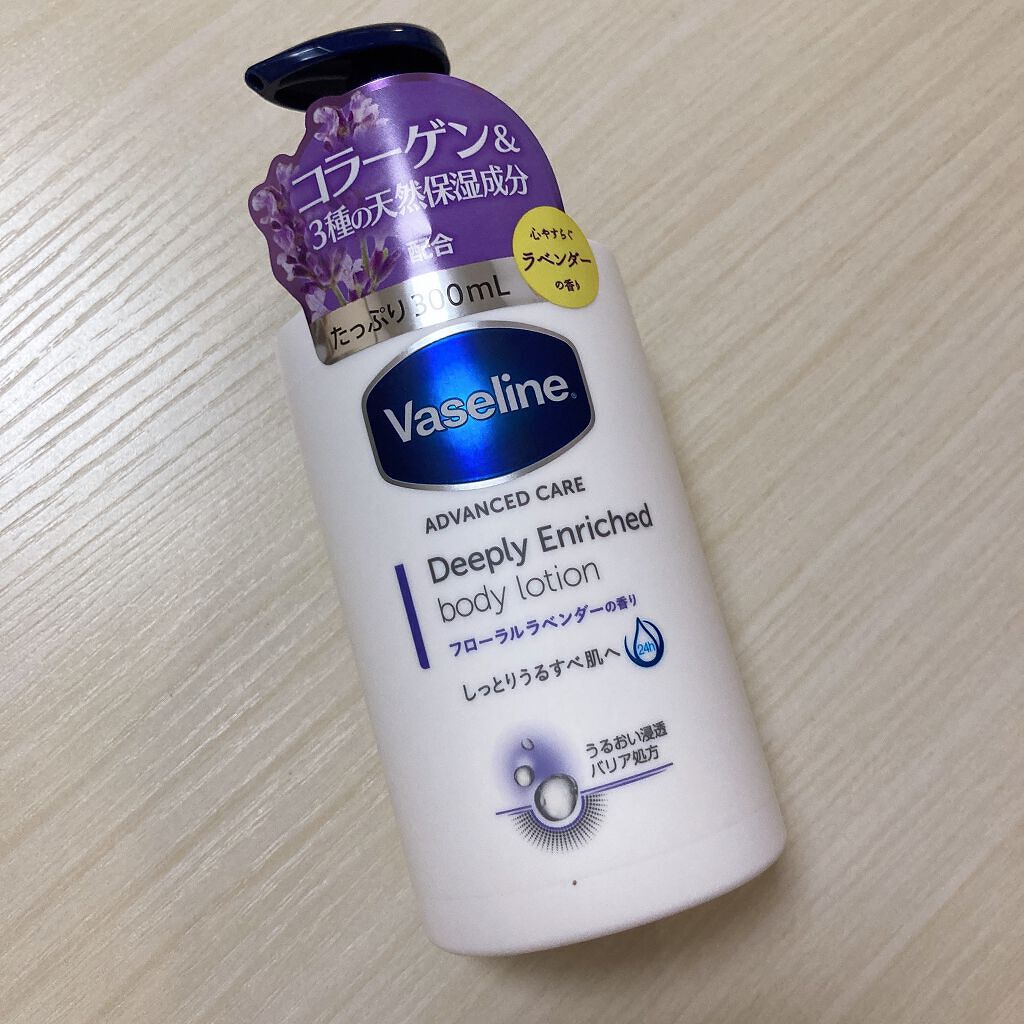 コラーゲン&
3種の天然保湿成分
配合
心やすらぐ
ラベンダー
の香り
たっぷり300mL
Vaseline®
ADVANCED CARE
Deeply Enriched
body lotion
フローラルラベンダーの香り
しっとりうるすべ肌へ
24h
うるおい浸透
バリア処方